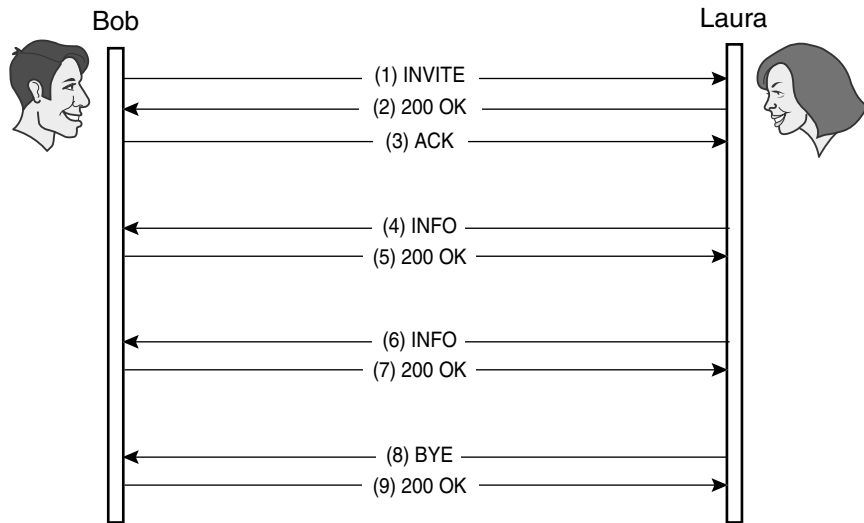 Bob
Laura
(1) INVITE
(2) 200 OK
(3) ACK
(4) INFO
(5) 200 OK
(6) INFO
(7) 200 OK
(8) BYE
(9) 200 OK